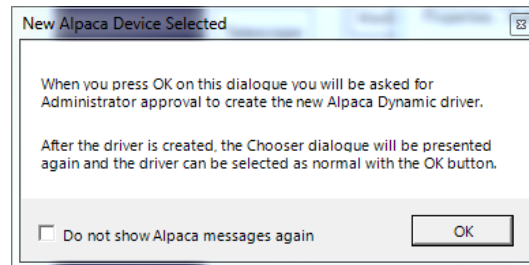 New Alpaca Device Selected
When you press OK on this dialogue you will be asked for
Administrator approval to create the new Alpaca Dynamic driver.
After the driver is created, the Chooser dialogue will be presented
again and the driver can be selected as normal with the OK button.
Do not show Alpaca messages again
OK